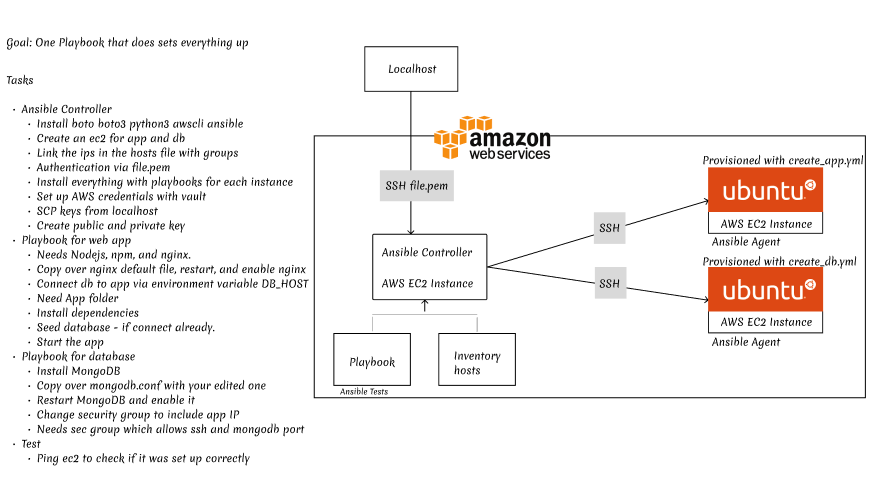 Goal: One Playbook that does sets everything up
Tasks
• Ansible Controller
• Install boto boto3 python3 awscli ansible
• Create an ec2 for app and db
• Link the ips in the hosts file with groups
• Authentication via file.pem
• Install everything with playbooks for each instance
• Set up AWS credentials with vault
• SCP keys from localhost
• Create public and private key
• Playbook for web app
• Needs Nodejs, npm, and nginx.
• Copy over nginx default file, restart, and enable nginx
• Connect db to app via environment variable DB_HOST
• Need App folder
• Install dependencies
• Seed database - if connect already.
• Start the app
• Playbook for database
• Install MongoDB
• Copy over mongodb.conf with your edited one
• Restart MongoDB and enable it
• Change security group to include app IP
• Needs sec group which allows ssh and mongodb port
• Test
• Ping ec2 to check if it was set up correctly
Localhost
amazon
web services
SSH file.pem
Ansible Controller
AWS EC2 Instance
Playbook
Ansible Tests
Inventory
hosts
SSH
SSH
Provisioned with create_app.yml
ubuntu
AWS EC2 Instance
Ansible Agent
Provisioned with create_db.yml
ubuntu
AWS EC2 Instance
Ansible Agent